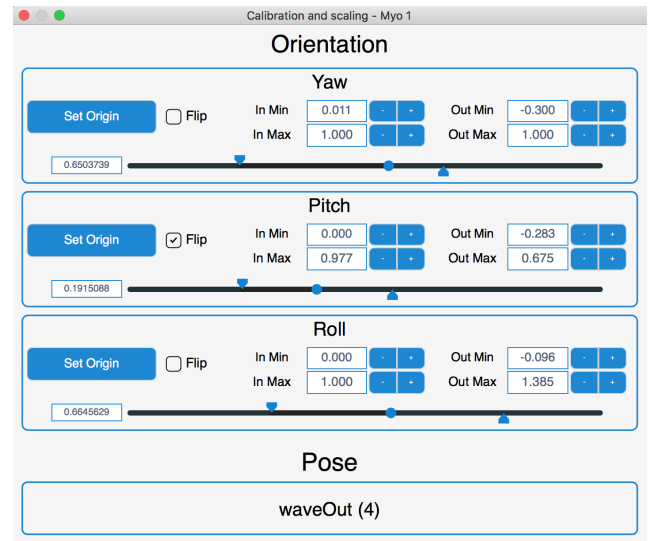 Calibration and scaling - Myo 1
Orientation
Yaw
Set Origin Flip In Min 0.011 - + Out Min -0.300 - +
In Max 1.000 - + Out Max 1.000 - +
0.6503739
Pitch
Set Origin Flip In Min 0.000 - + Out Min -0.283 - +
In Max 0.977 - + Out Max 0.675 - +
0.1915088
Roll
Set Origin Flip In Min 0.000 - + Out Min -0.096 - +
In Max 1.000 - + Out Max 1.385 - +
0.6645629
Pose
waveOut (4)